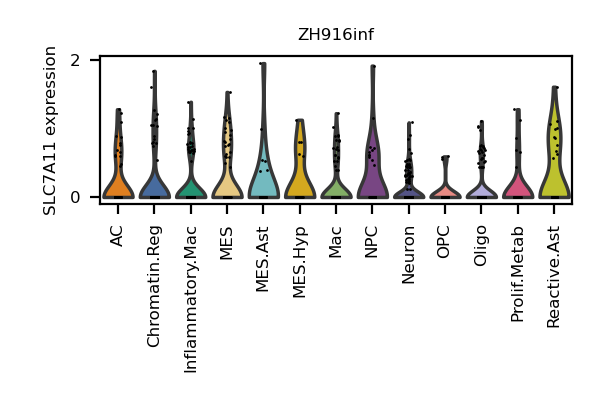 ZH916inf
SLC7A11 expression
2
0
AC
Chromatin.Reg
Inflammatory.Mac
MES
MES.Ast
MES.Hyp
Mac
NPC
Neuron
OPC
Oligo
Prolif.Metab
Reactive.Ast